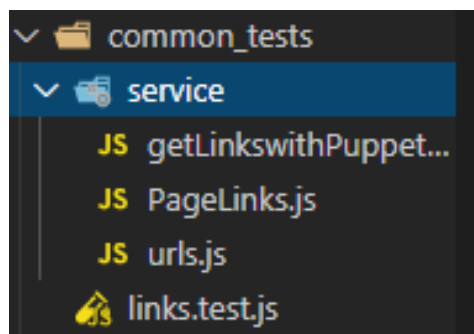 common_tests
service
JS getLinkswithPuppet...
JS PageLinks.js
JS urls.js
links.test.js